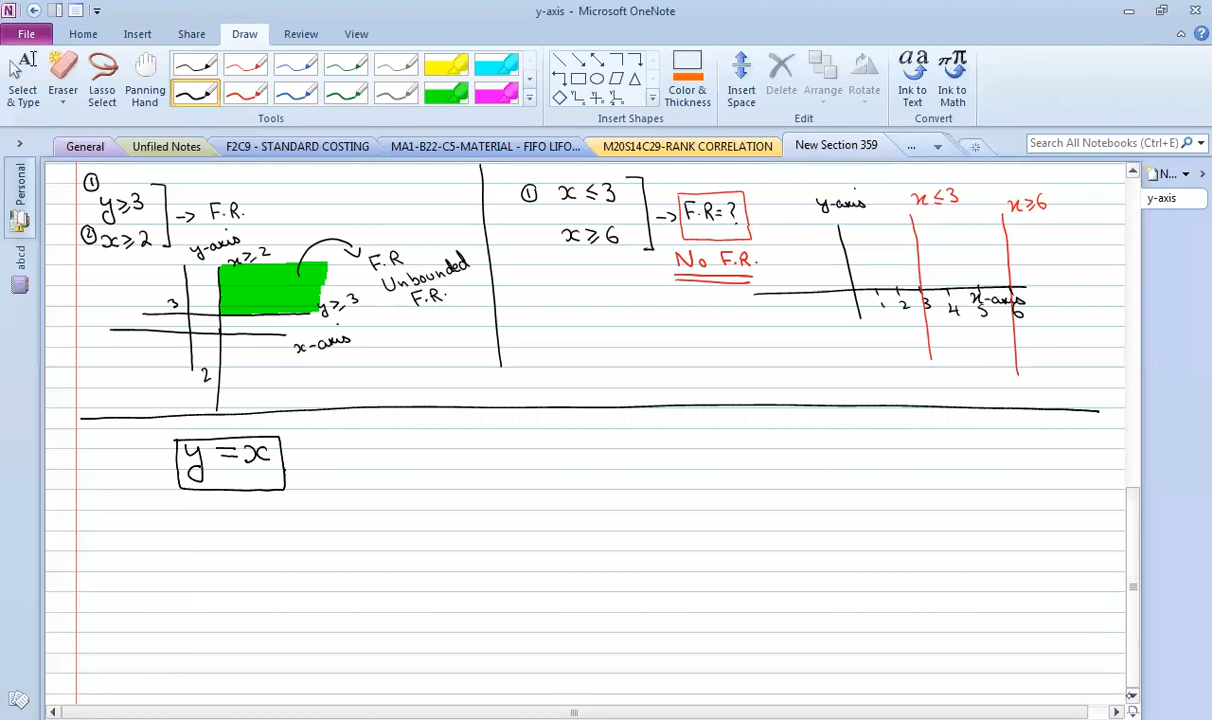 y-axis - Microsoft OneNote
File Home Insert Share Draw Review View
Select & Type
Eraser
Lasso Select
Panning Hand
Color & Thickness
Insert Space
Delete
Arrange
Rotate
Ink to Text
Ink to Math
Tools
Insert Shapes
Edit
Convert
General
Unfiled Notes
F2C9 - STANDARD COSTING
MA1-B22-C5-MATERIAL - FIFO LIFO...
M20S14C29-RANK CORRELATION
New Section 359
...
Search All Notebooks (Ctrl+E)
N...
y-axis
Personal
abcd
① y≥3
② x≥2
→ F.R.
y-axis
x≥2
3
y≥3
x-axis
2
F.R
Unbounded
F.R.
① x ≤ 3
x ≥ 6
→ F.R=?
No F.R.
y-axis
x ≤ 3
x ≥ 6
1 2 3 4 5 6
x-axis
y = x